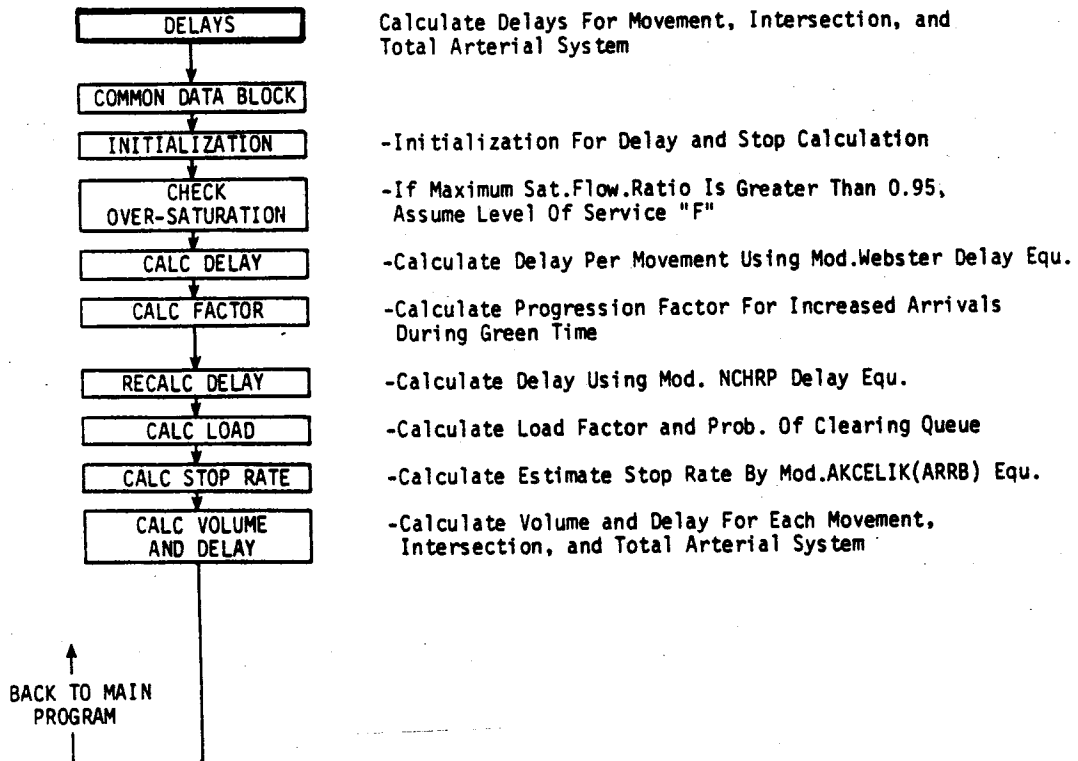 DELAYS
Calculate Delays For Movement, Intersection, and
Total Arterial System
COMMON DATA BLOCK
INITIALIZATION
-Initialization For Delay and Stop Calculation
CHECK
OVER-SATURATION
-If Maximum Sat.Flow.Ratio Is Greater Than 0.95,
Assume Level Of Service "F"
CALC DELAY
-Calculate Delay Per Movement Using Mod.Webster Delay Equ.
CALC FACTOR
-Calculate Progression Factor For Increased Arrivals
During Green Time
RECALC DELAY
-Calculate Delay Using Mod. NCHRP Delay Equ.
CALC LOAD
-Calculate Load Factor and Prob. Of Clearing Queue
CALC STOP RATE
-Calculate Estimate Stop Rate By Mod.AKCELIK(ARRB) Equ.
CALC VOLUME
AND DELAY
-Calculate Volume and Delay For Each Movement,
Intersection, and Total Arterial System
BACK TO MAIN
PROGRAM